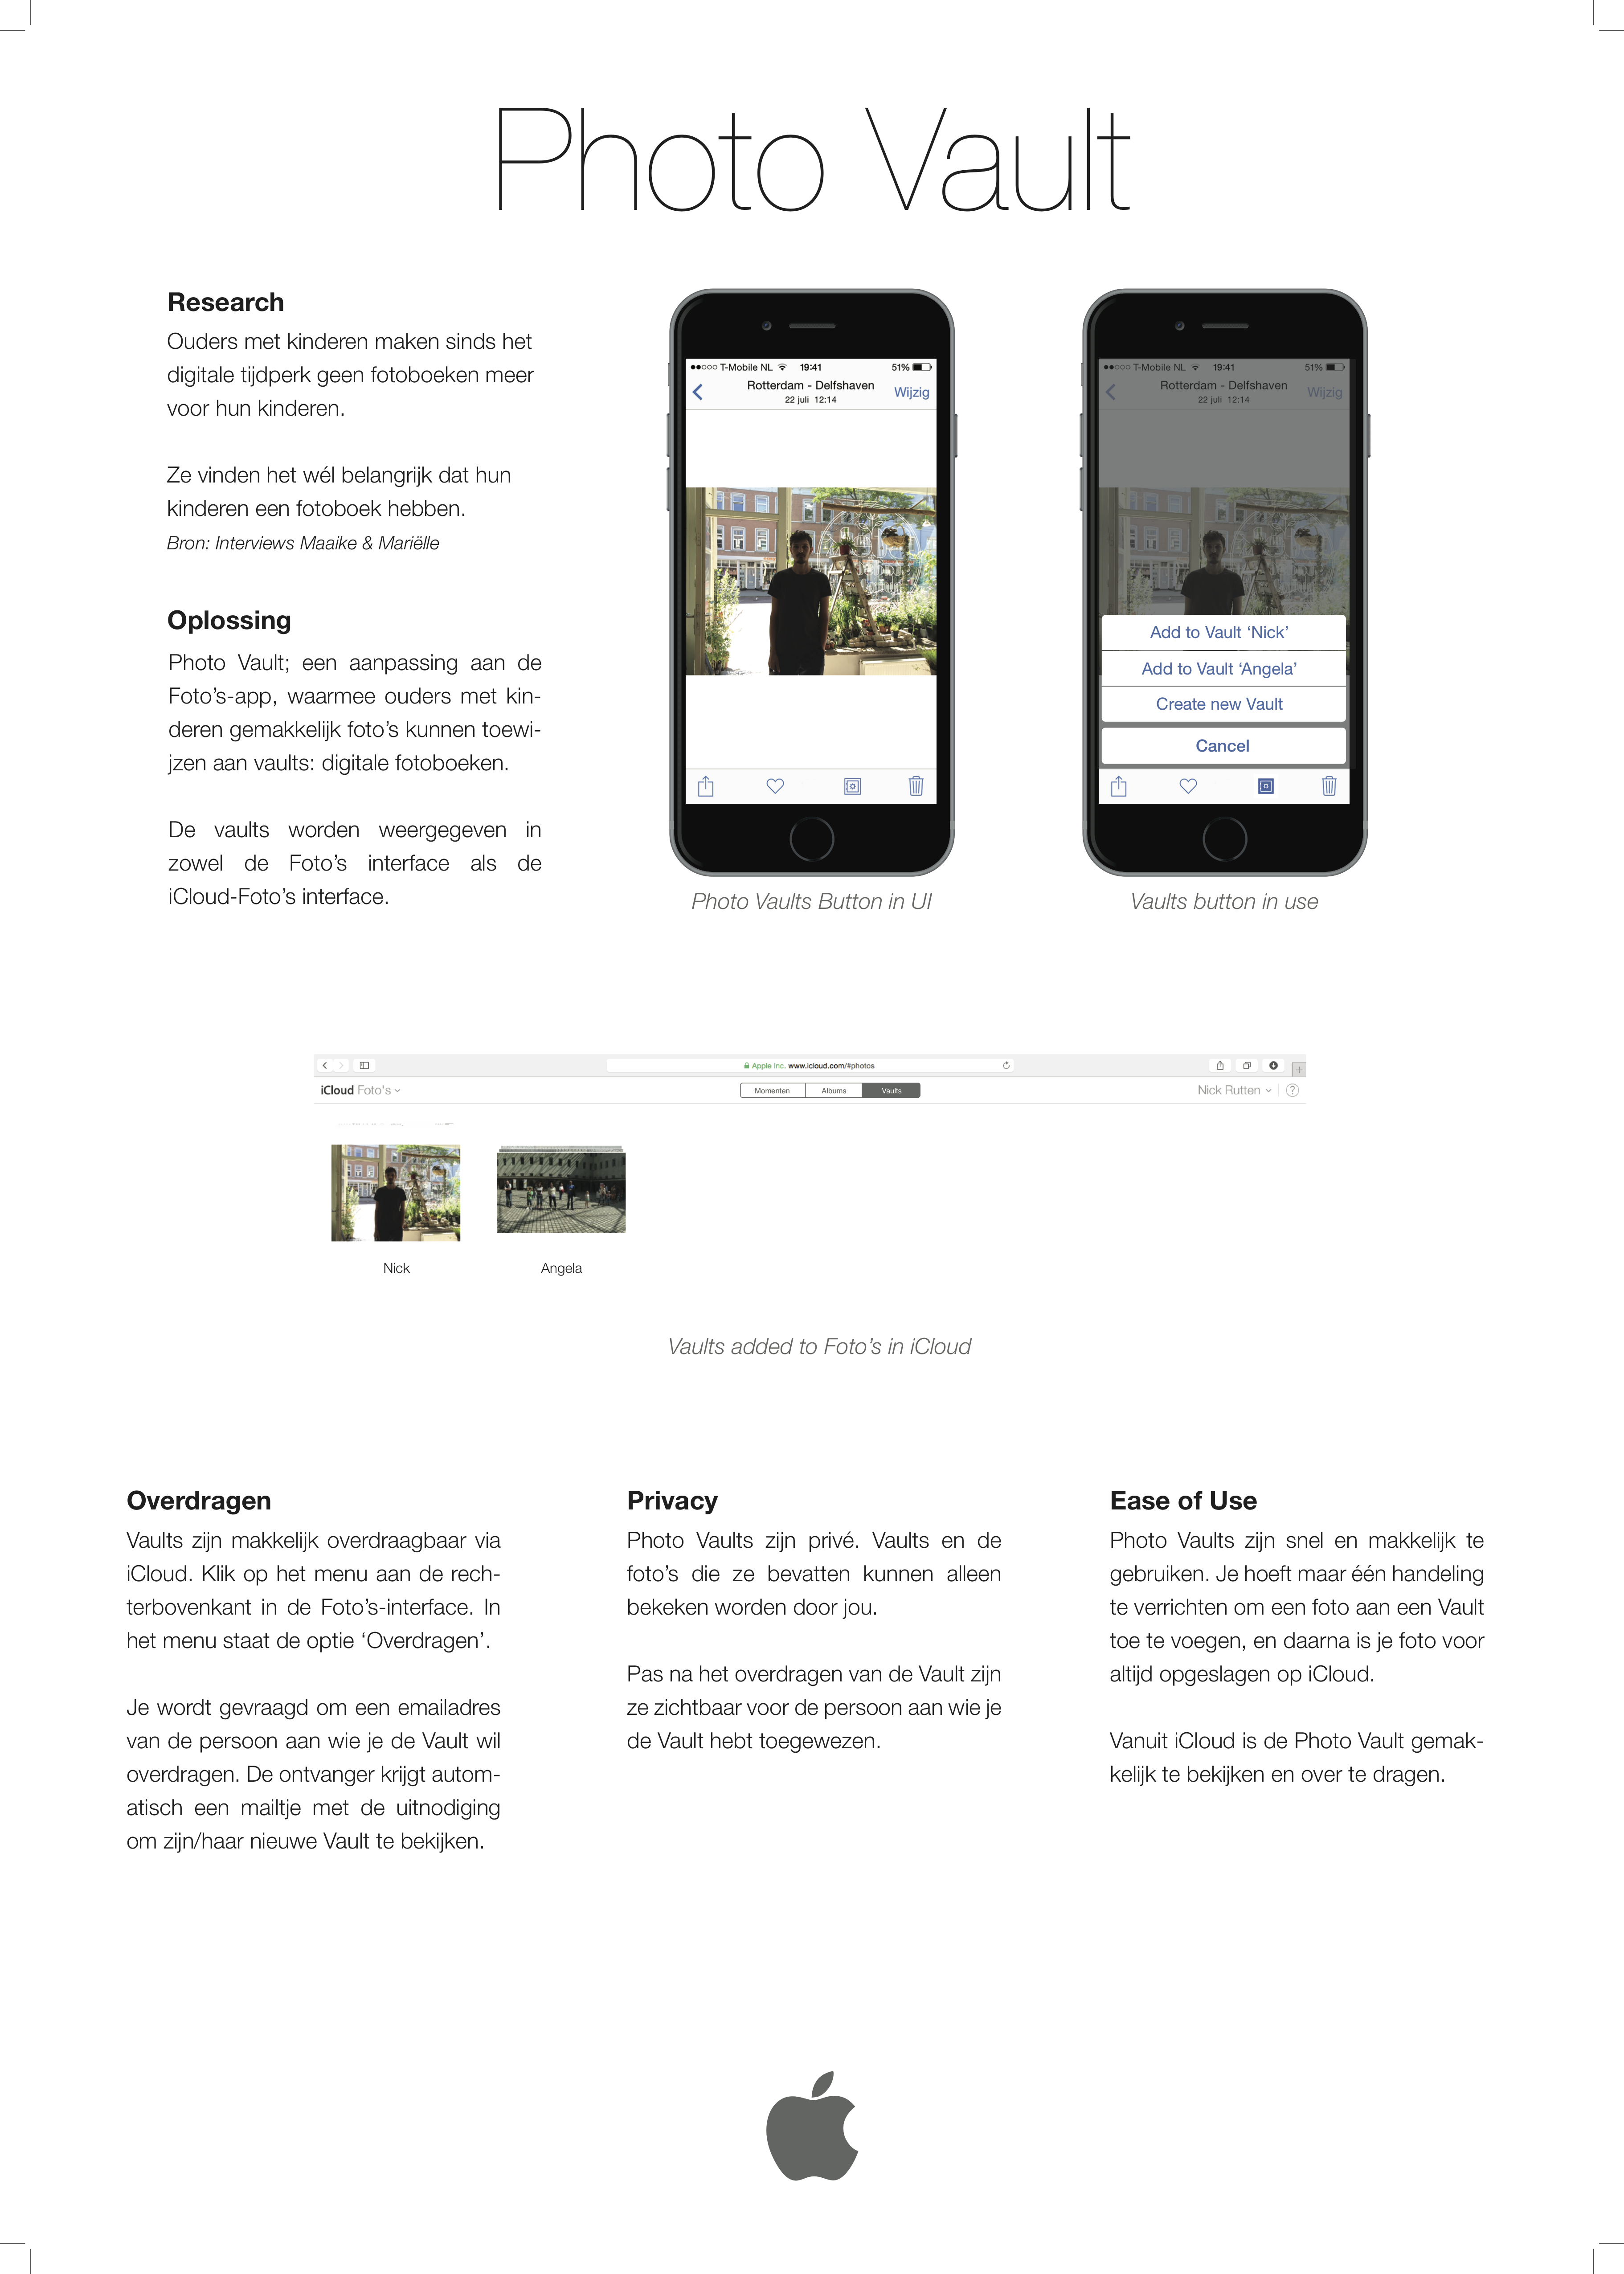 Photo Vault
Research
Ouders met kinderen maken sinds het
digitale tijdperk geen fotoboeken meer
voor hun kinderen.
Ze vinden het wél belangrijk dat hun
kinderen een fotoboek hebben.
Bron: Interviews Maaike & Mariëlle
Oplossing
Photo Vault; een aanpassing aan de
Foto’s-app, waarmee ouders met kin-
deren gemakkelijk foto’s kunnen toewi-
jzen aan vaults: digitale fotoboeken.
De vaults worden weergegeven in
zowel de Foto’s interface als de
iCloud-Foto’s interface.
T-Mobile NL 19:41 51%
Rotterdam - Delfshaven
22 juli 12:14
Wijzig
Photo Vaults Button in UI
T-Mobile NL 19:41 51%
Rotterdam - Delfshaven
22 juli 12:14
Wijzig
Add to Vault ‘Nick’
Add to Vault ‘Angela’
Create new Vault
Cancel
Vaults button in use
Apple Inc. www.icloud.com/#photos
iCloud Foto's Momenten Albums Vaults Nick Rutten ?
Nick Angela
Vaults added to Foto’s in iCloud
Overdragen
Vaults zijn makkelijk overdraagbaar via
iCloud. Klik op het menu aan de rech-
terbovenkant in de Foto’s-interface. In
het menu staat de optie ‘Overdragen’.
Je wordt gevraagd om een emailadres
van de persoon aan wie je de Vault wil
overdragen. De ontvanger krijgt autom-
atisch een mailtje met de uitnodiging
om zijn/haar nieuwe Vault te bekijken.
Privacy
Photo Vaults zijn privé. Vaults en de
foto’s die ze bevatten kunnen alleen
bekeken worden door jou.
Pas na het overdragen van de Vault zijn
ze zichtbaar voor de persoon aan wie je
de Vault hebt toegewezen.
Ease of Use
Photo Vaults zijn snel en makkelijk te
gebruiken. Je hoeft maar één handeling
te verrichten om een foto aan een Vault
toe te voegen, en daarna is je foto voor
altijd opgeslagen op iCloud.
Vanuit iCloud is de Photo Vault gemak-
kelijk te bekijken en over te dragen.